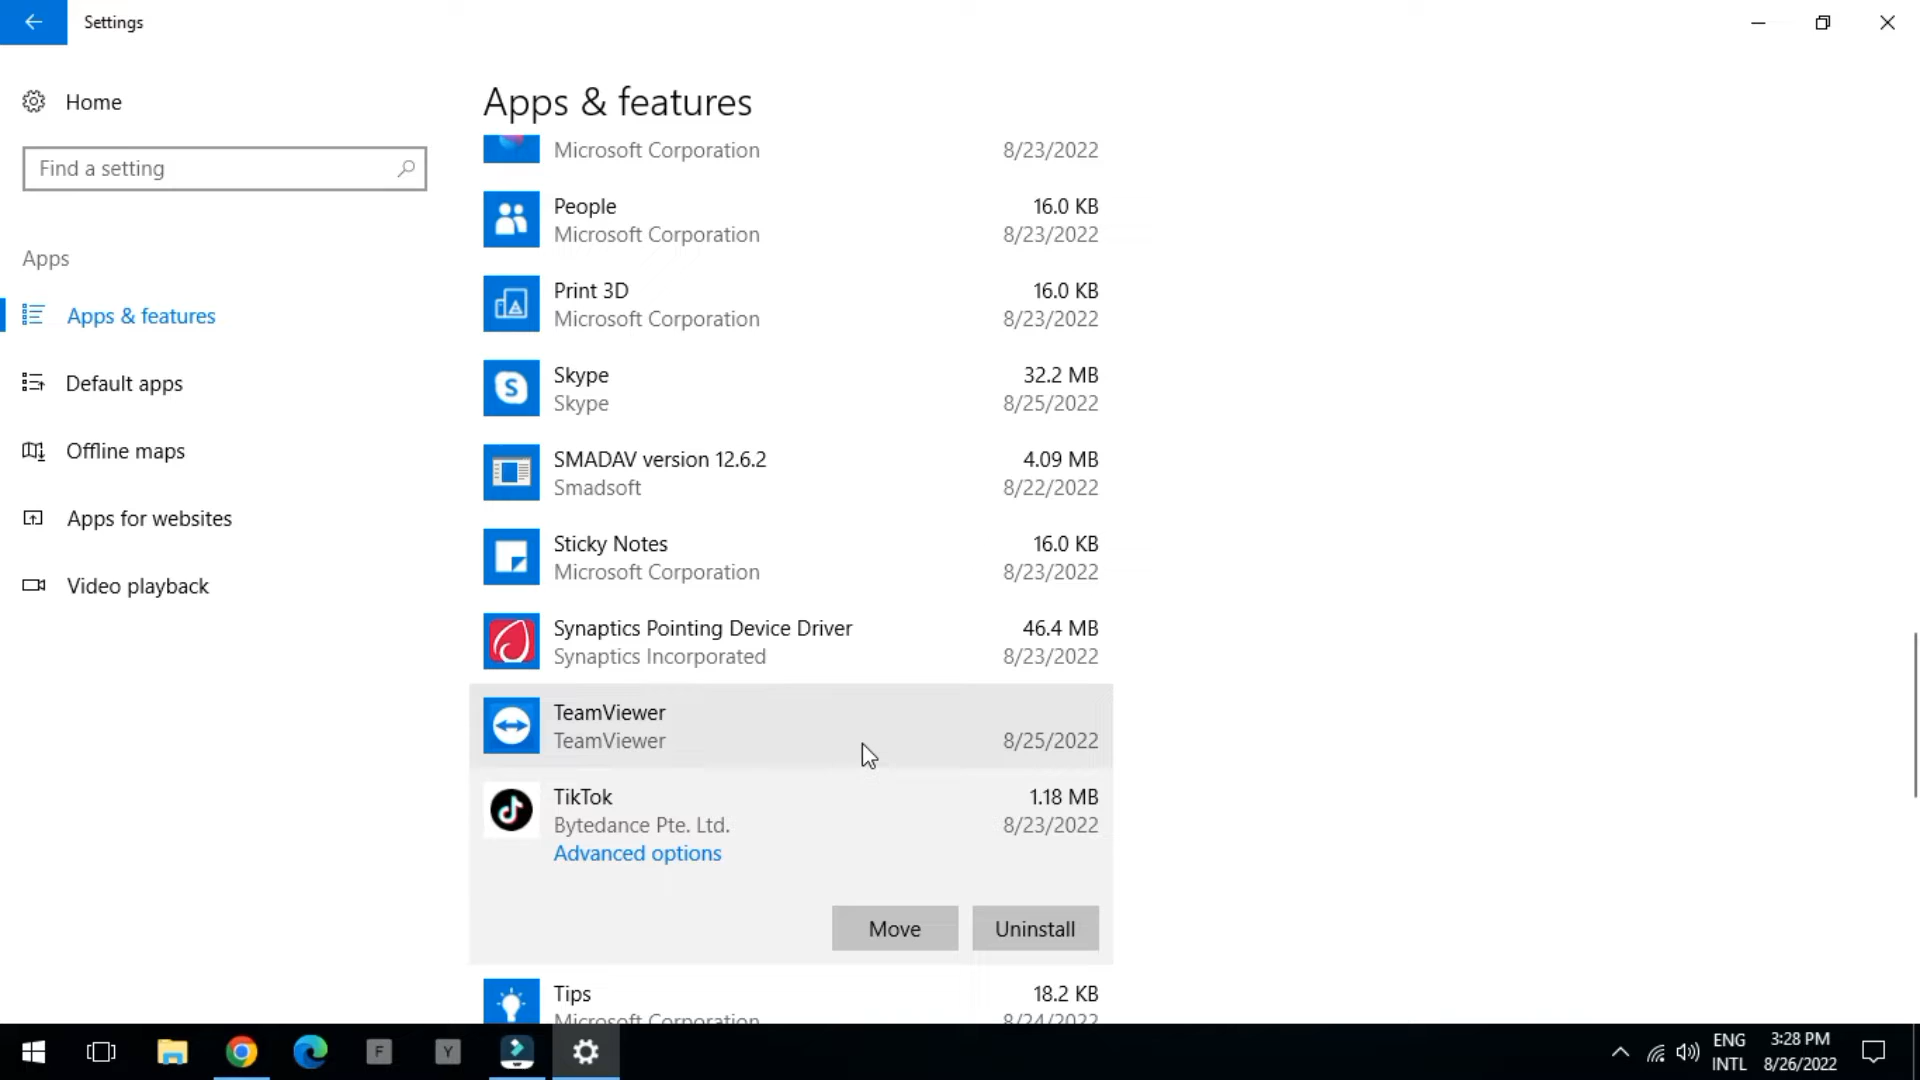 Settings
Home
Find a setting
Apps
Apps & features
Default apps
Offline maps
Apps for websites
Video playback
Apps & features
Microsoft Corporation 8/23/2022
People 16.0 KB
Microsoft Corporation 8/23/2022
Print 3D 16.0 KB
Microsoft Corporation 8/23/2022
Skype 32.2 MB
Skype 8/25/2022
SMADAV version 12.6.2 4.09 MB
Smadsoft 8/22/2022
Sticky Notes 16.0 KB
Microsoft Corporation 8/23/2022
Synaptics Pointing Device Driver 46.4 MB
Synaptics Incorporated 8/23/2022
TeamViewer
TeamViewer 8/25/2022
TikTok 1.18 MB
Bytedance Pte. Ltd. 8/23/2022
Advanced options
Move Uninstall
Tips 18.2 KB
Microsoft Corporation 8/24/2022
F Y
ENG 3:28 PM
INTL 8/26/2022